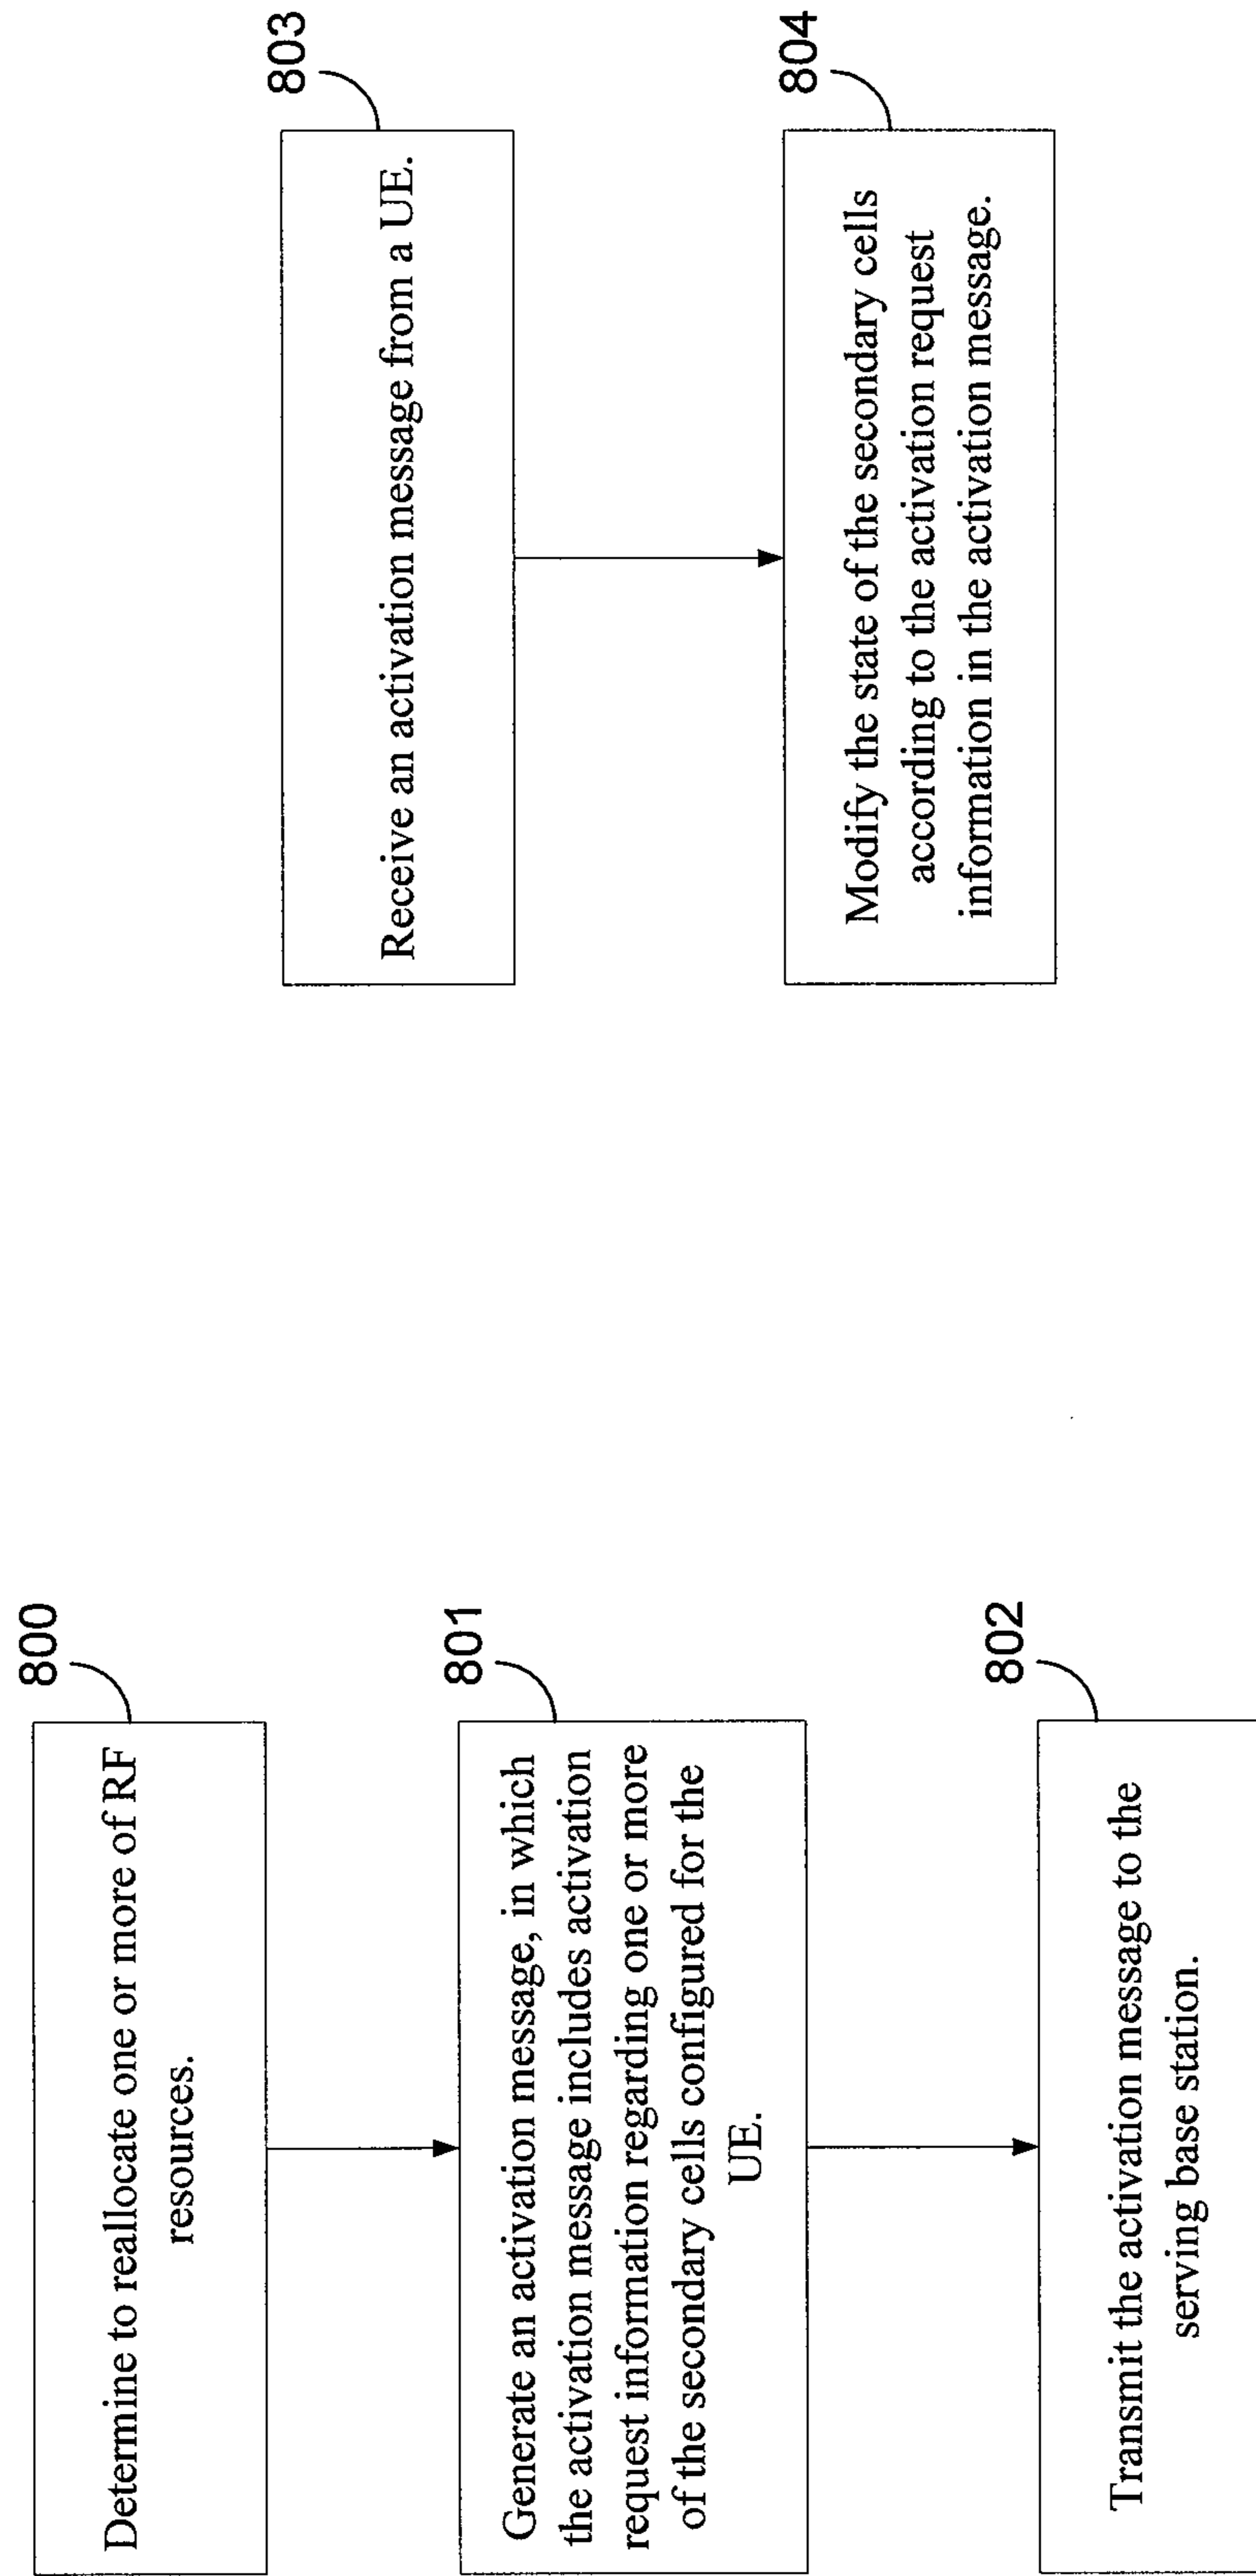 800
Determine to reallocate one or more of RF
resources.
801
Generate an activation message, in which
the activation message includes activation
request information regarding one or more
of the secondary cells configured for the
UE.
802
Transmit the activation message to the
serving base station.
803
Receive an activation message from a UE.
804
Modify the state of the secondary cells
according to the activation request
information in the activation message.